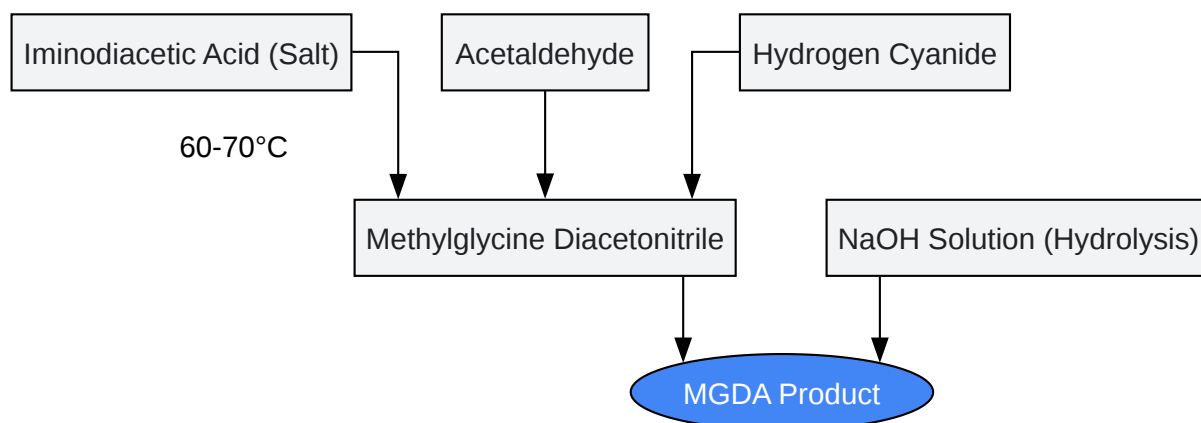 Iminodiacetic Acid (Salt)
Acetaldehyde
Hydrogen Cyanide
60-70°C
Methylglycine Diacetonitrile
NaOH Solution (Hydrolysis)
MGDA Product